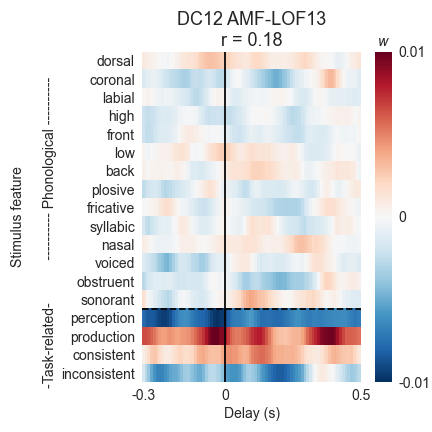 DC12 AMF-LOF13
r = 0.18
w
dorsal
coronal
labial
high
front
low
back
plosive
fricative
syllabic
nasal
voiced
obstruent
sonorant
perception
production
consistent
inconsistent
Stimulus feature
-Task-related- ----------- Phonological ----------
0.01
0
-0.01
-0.3 0 0.5
Delay (s)